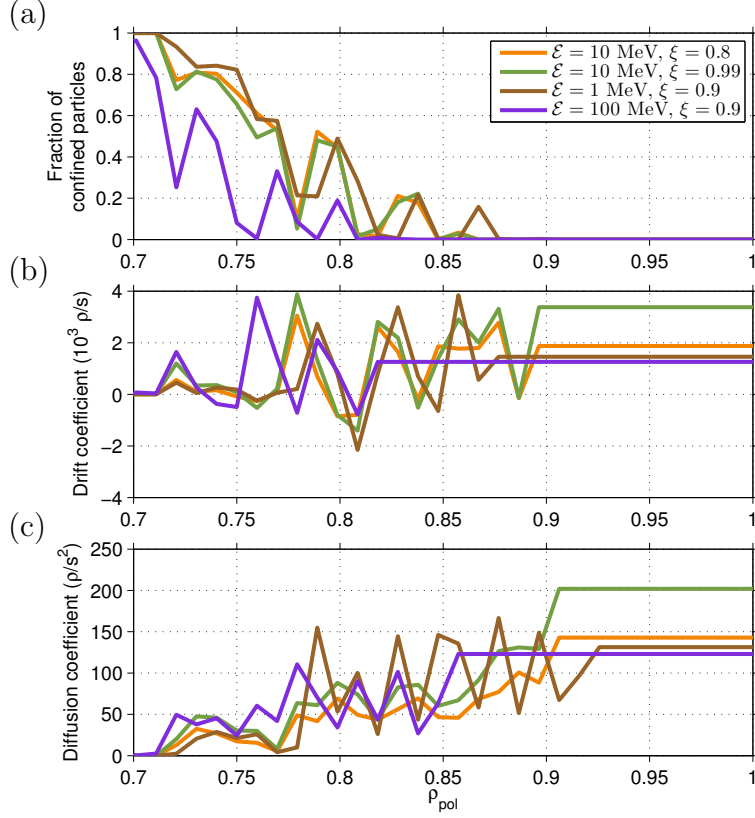 (a)
Fraction of
confined particles
1
0.8
0.6
0.4
0.2
0
ℰ = 10 MeV, ξ = 0.8
ℰ = 10 MeV, ξ = 0.99
ℰ = 1 MeV, ξ = 0.9
ℰ = 100 MeV, ξ = 0.9
0.7 0.75 0.8 0.85 0.9 0.95 1
(b)
Drift coefficient (10³ ρ/s)
4
2
0
−2
−4
0.7 0.75 0.8 0.85 0.9 0.95 1
(c)
Diffusion coefficient (ρ/s²)
250
200
150
100
50
0
0.7 0.75 0.8 0.85 0.9 0.95 1
ρpol